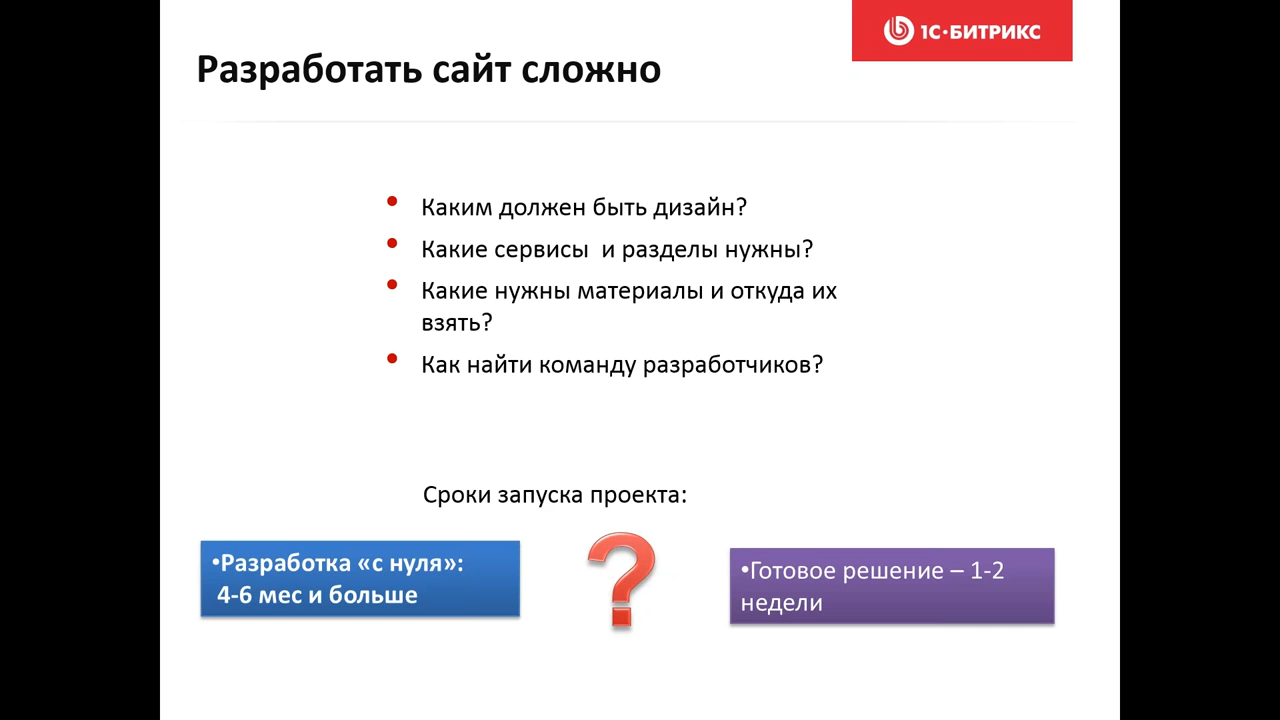 1С-БИТРИКС
Разработать сайт сложно
• Каким должен быть дизайн?
• Какие сервисы и разделы нужны?
• Какие нужны материалы и откуда их
взять?
• Как найти команду разработчиков?
Сроки запуска проекта:
•Разработка «с нуля»:
4-6 мес и больше
?
•Готовое решение – 1-2
недели